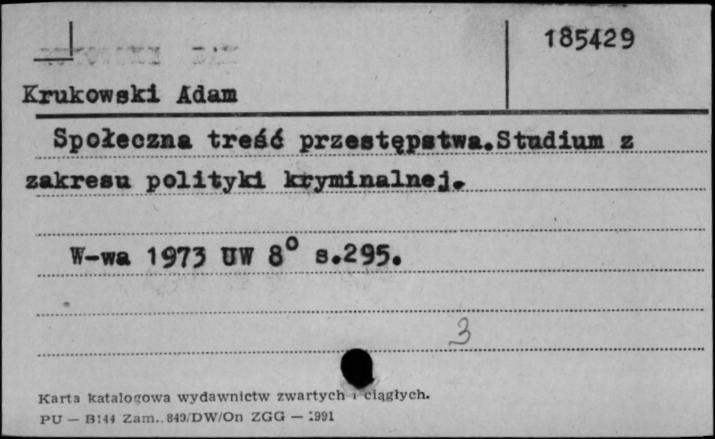 185429
Krukowski Adam
Społeczna treść przestępstwa.Studium z
zakresu polityki kryminalnej.
W-wa 1973 UW 8° s.295.
3
Karta katalogowa wydawnictw zwartych i ciągłych.
PU — B144 Zam..849/DW/On ZGG — 1991